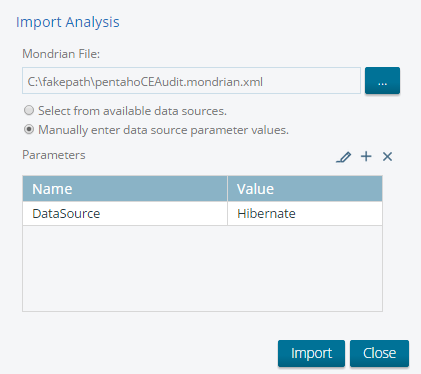 Import Analysis
Mondrian File:
C:\fakepath\pentahoCEAudit.mondrian.xml
...
Select from available data sources.
Manually enter data source parameter values.
Parameters
Name Value
DataSource Hibernate
Import Close